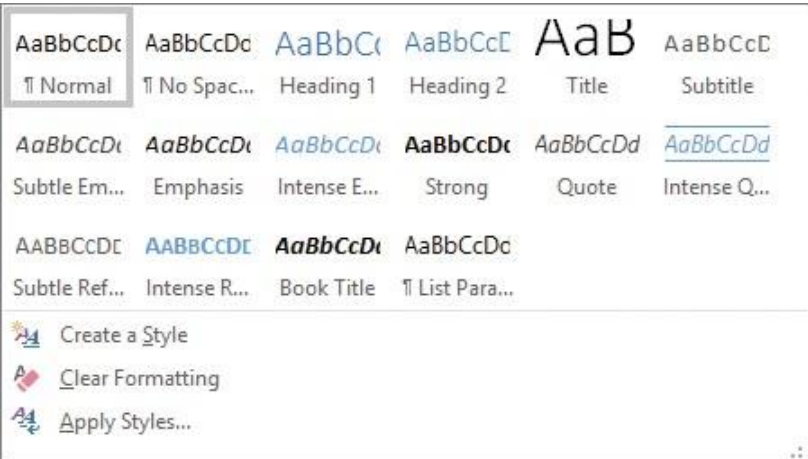 AaBbCcDc AaBbCcDc AaBbC AaBbCcE AaB AaBbCcD
¶ Normal ¶ No Spac... Heading 1 Heading 2 Title Subtitle
AaBbCcDc AaBbCcDc AaBbCcDc AaBbCcDc AaBbCcDd AaBbCcDd
Subtle Em... Emphasis Intense E... Strong Quote Intense Q...
AABBCCDD AABBCCDD AaBbCcDc AaBbCcDc
Subtle Ref... Intense R... Book Title ¶ List Para...
Create a Style
Clear Formatting
Apply Styles...